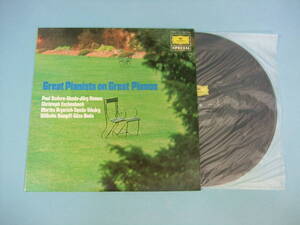 Great Pianists on Great Pianos
Paul Badura-Skoda·Jörg Demus
Christoph Eschenbach
Martha Argerich·Tamás Vásáry
Wilhelm Kempff·Géza Anda
SPECIAL